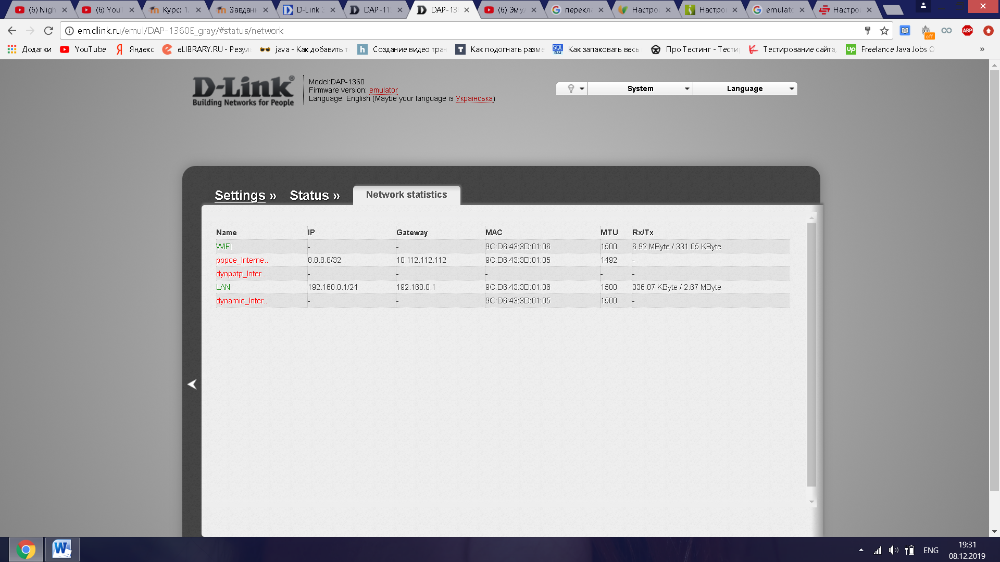 (6) Nigh
(6) YouT
Курс: 1.
Завдан
D-Link
DAP-11
DAP-13
(6) Эму
перекл
Настро
Настро
emulato
Настро
em.dlink.ru/emul/DAP-1360E_gray/#status/network
off
ABP
Додатки
YouTube
Яндекс
eLIBRARY.RU - Резул
java - Как добавить т
Создание видео тран
Как подогнать разме
Как запаковать весь
Про Тестинг - Тести
Тестирование сайта,
Freelance Java Jobs O
»
D-Link
Building Networks for People
Model:DAP-1360
Firmware version: emulator
Language: English (Maybe your language is Українська)
System
Language
Settings » Status » Network statistics
Name IP Gateway MAC MTU Rx/Tx
WIFI - - 9C:D6:43:3D:01:06 1500 6.92 MByte / 331.05 KByte
pppoe_Interne.. 8.8.8.8/32 10.112.112.112 9C:D6:43:3D:01:05 1492 -
dynpptp_Inter.. - - - - -
LAN 192.168.0.1/24 192.168.0.1 9C:D6:43:3D:01:06 1500 336.87 KByte / 2.67 MByte
dynamic_Inter.. - - 9C:D6:43:3D:01:05 1500 -
ENG
19:31
08.12.2019